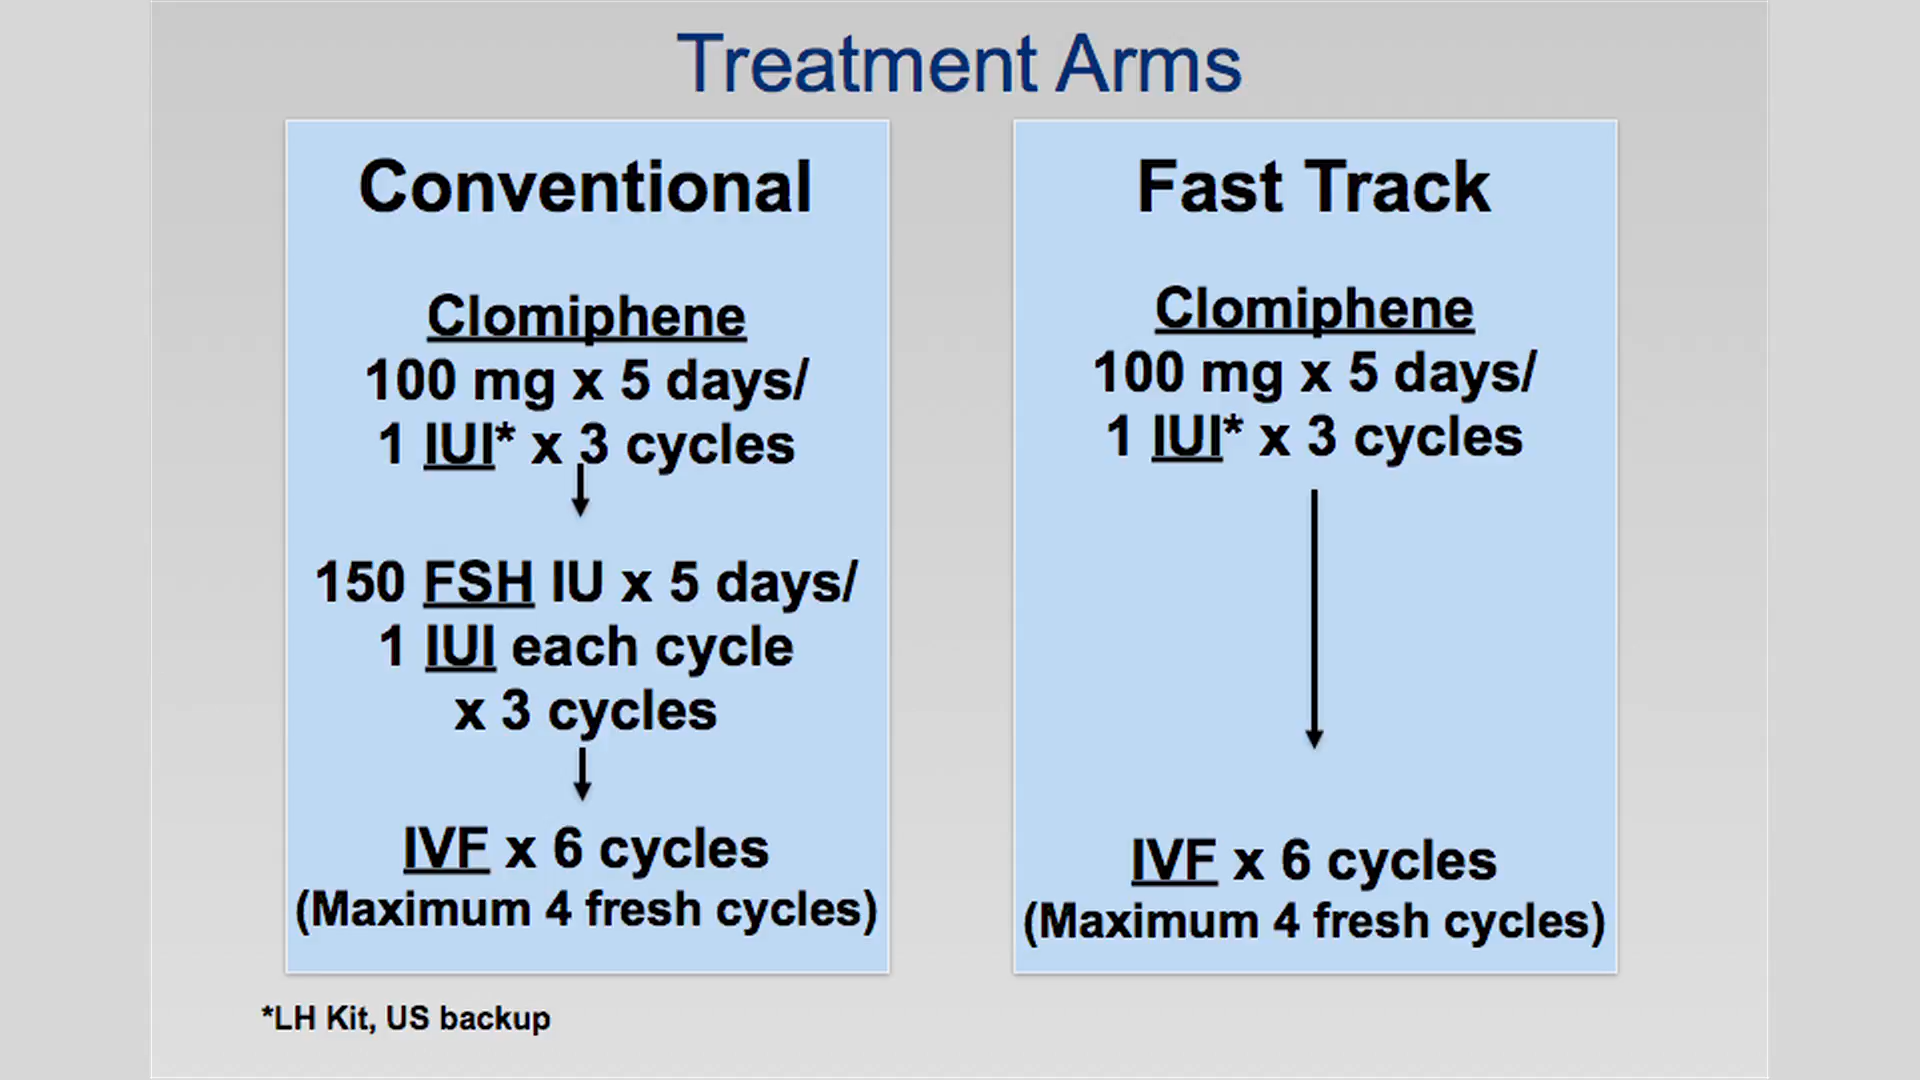 Treatment Arms
Conventional
Clomiphene
100 mg x 5 days/
1 IUI* x 3 cycles
150 FSH IU x 5 days/
1 IUI each cycle
x 3 cycles
IVF x 6 cycles
(Maximum 4 fresh cycles)
Fast Track
Clomiphene
100 mg x 5 days/
1 IUI* x 3 cycles
IVF x 6 cycles
(Maximum 4 fresh cycles)
*LH Kit, US backup